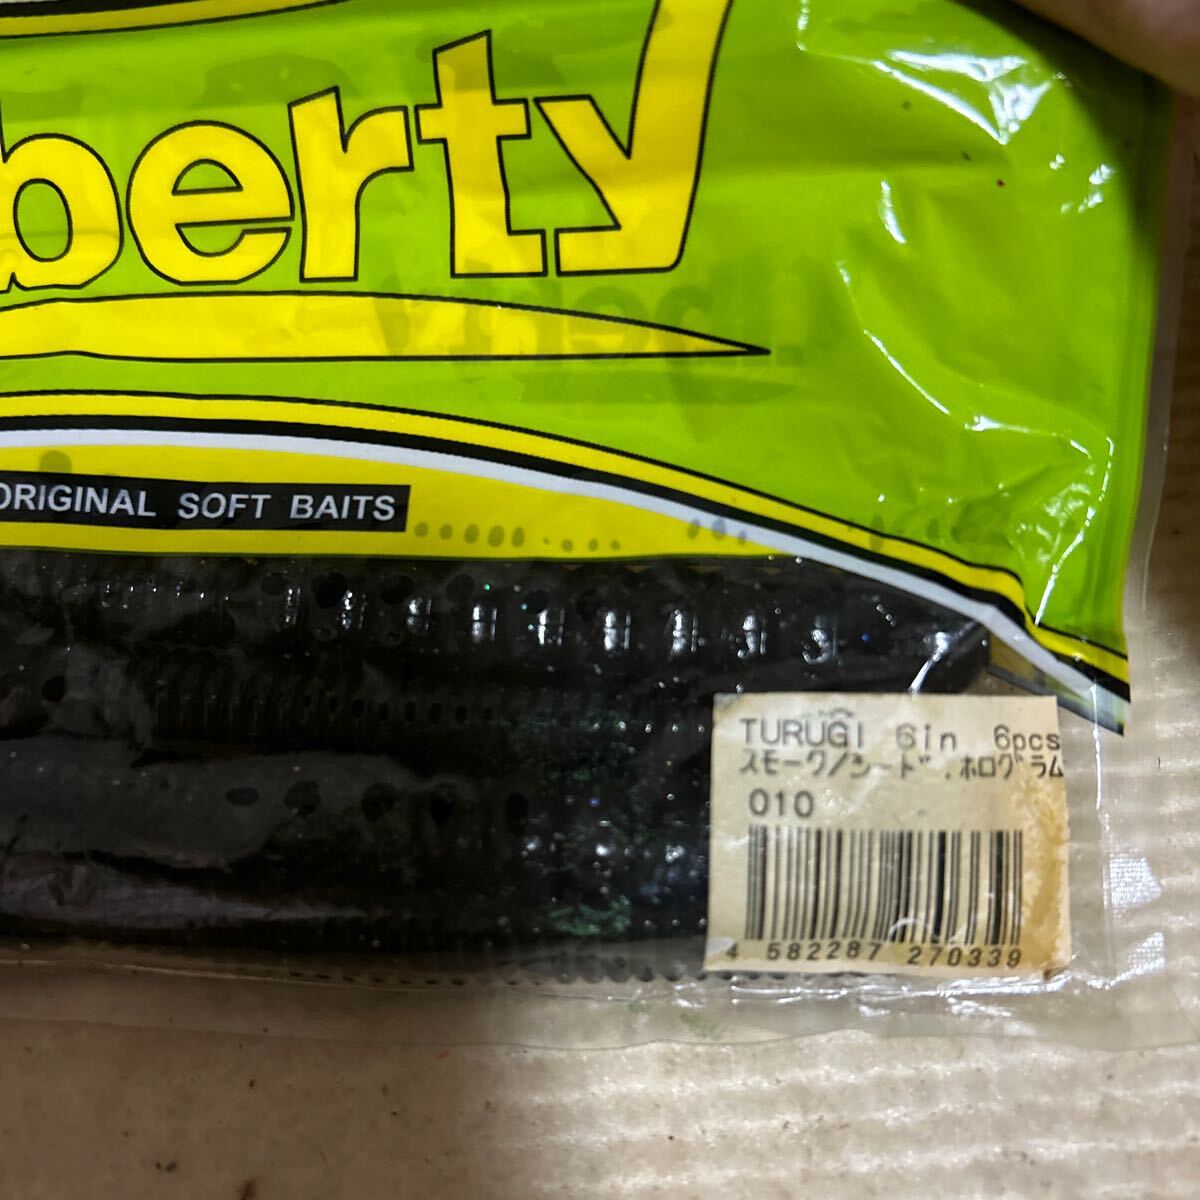 berty
ORIGINAL SOFT BAITS
TURUGI 6in 6pcs
スモーク/シード.ホログラム
010
4 582287 270339